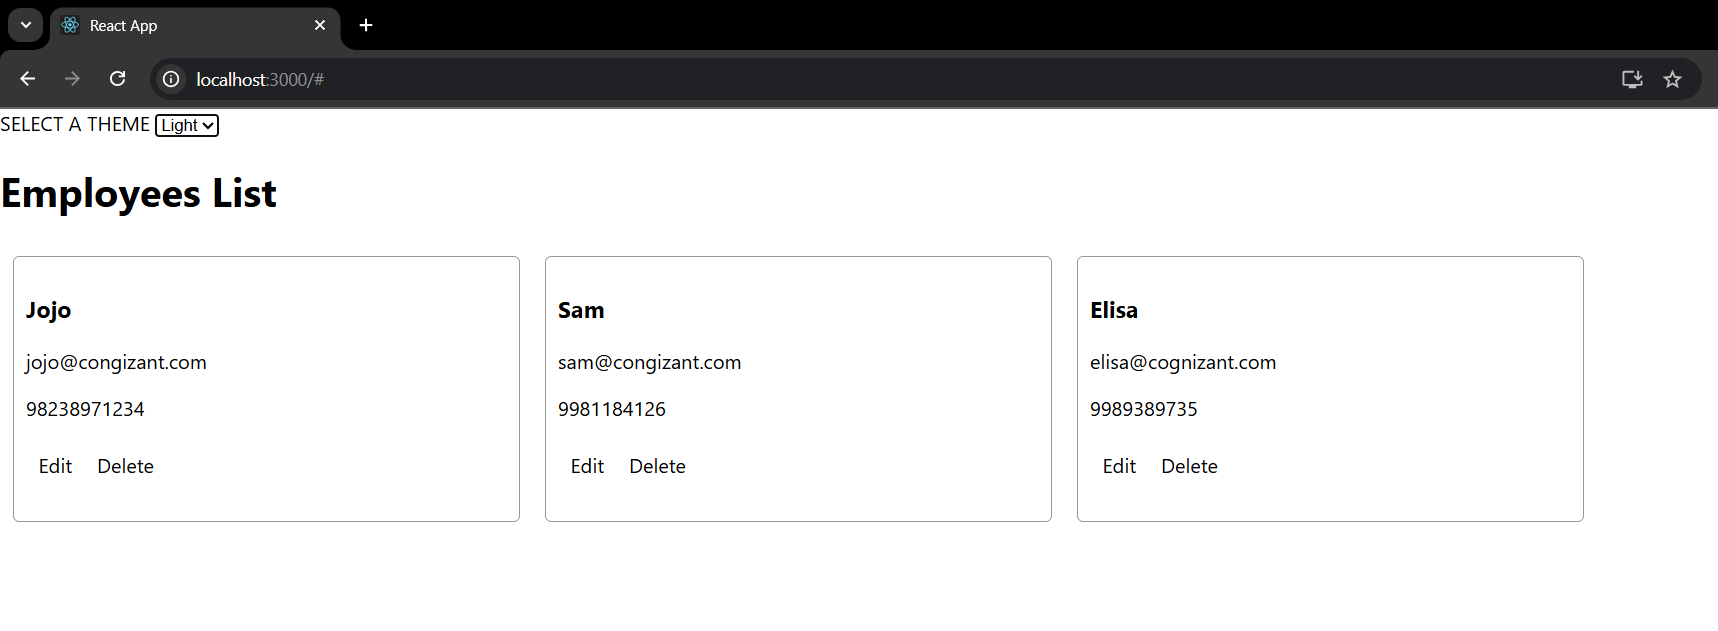 React App
localhost:3000/#
SELECT A THEME Light
Employees List
Jojo
jojo@congizant.com
98238971234
Edit Delete
Sam
sam@congizant.com
9981184126
Edit Delete
Elisa
elisa@cognizant.com
9989389735
Edit Delete